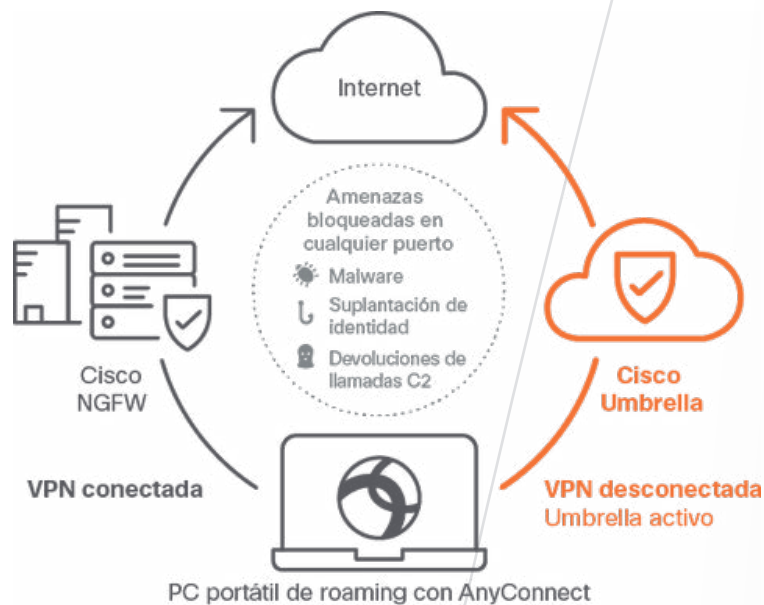 Internet
Amenazas
bloqueadas en
cualquier puerto
Malware
Suplantación de
identidad
Devoluciones de
llamadas C2
Cisco
NGFW
Cisco
Umbrella
VPN conectada
VPN desconectada
Umbrella activo
PC portátil de roaming con AnyConnect